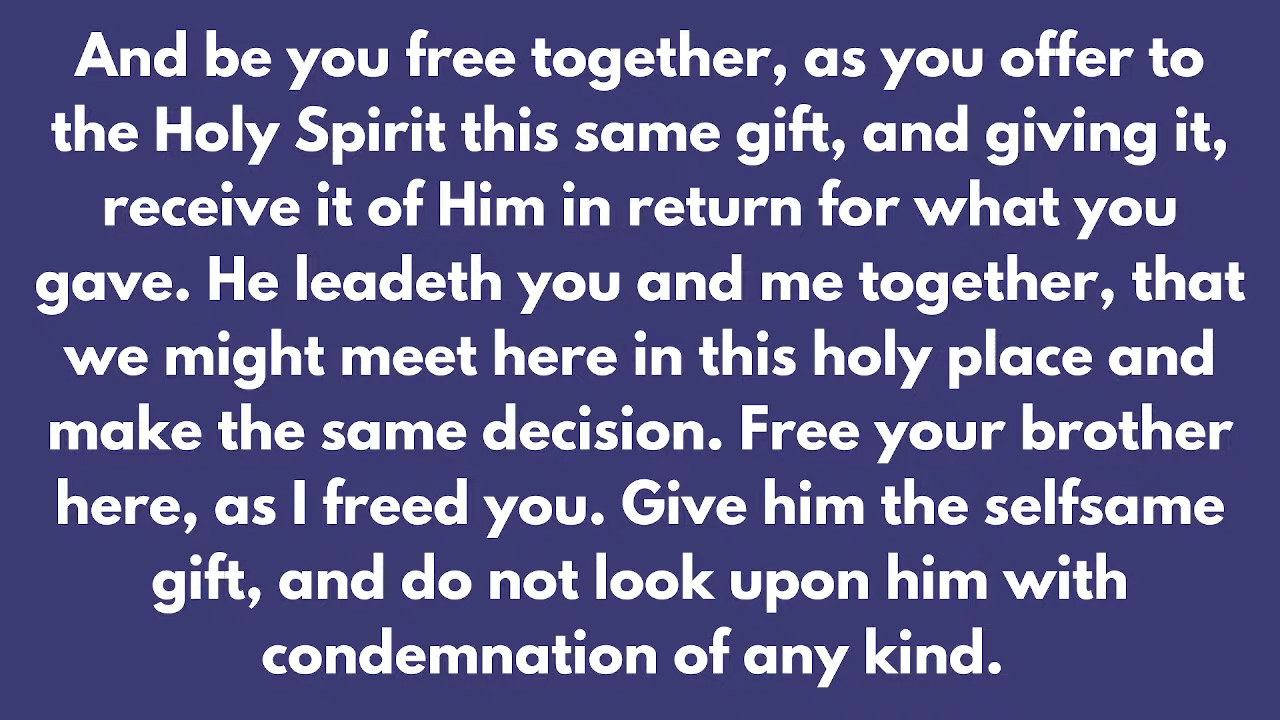 And be you free together, as you offer to
the Holy Spirit this same gift, and giving it,
receive it of Him in return for what you
gave. He leadeth you and me together, that
we might meet here in this holy place and
make the same decision. Free your brother
here, as I freed you. Give him the selfsame
gift, and do not look upon him with
condemnation of any kind.